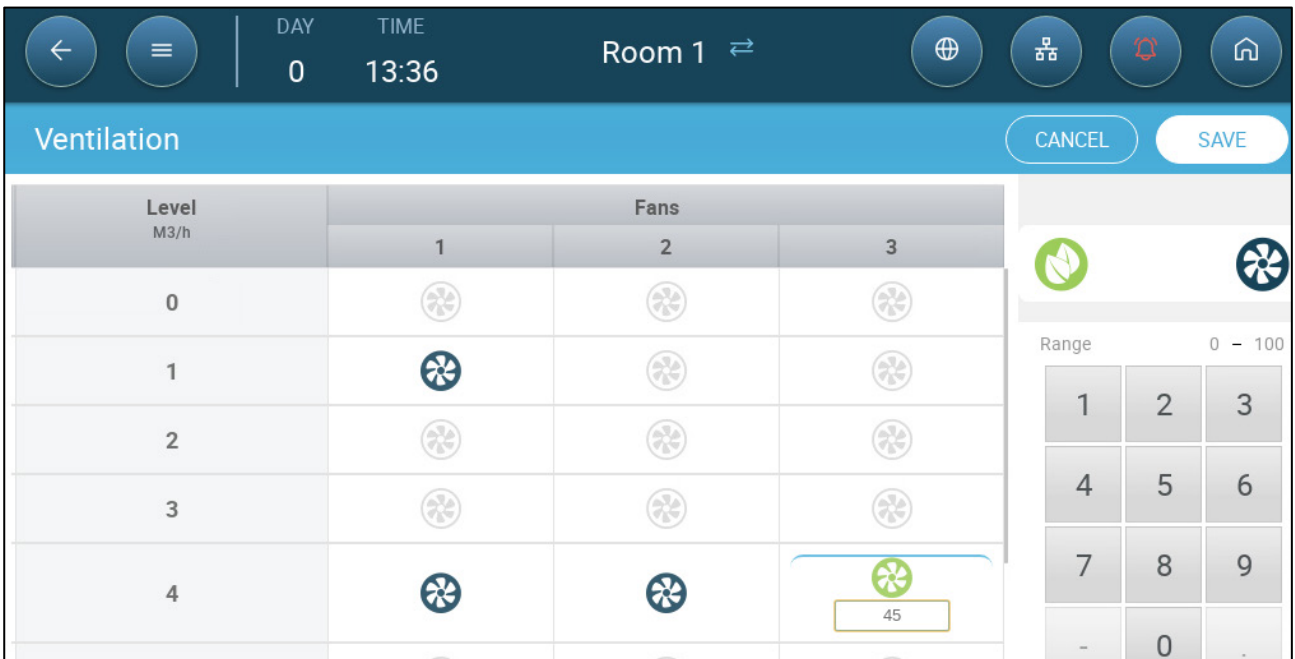 DAY TIME
0 13:36 Room 1
Ventilation CANCEL SAVE
Level Fans
M3/h
1 2 3
0
1
2
3
4
45
Range 0 – 100
1 2 3
4 5 6
7 8 9
- 0 .